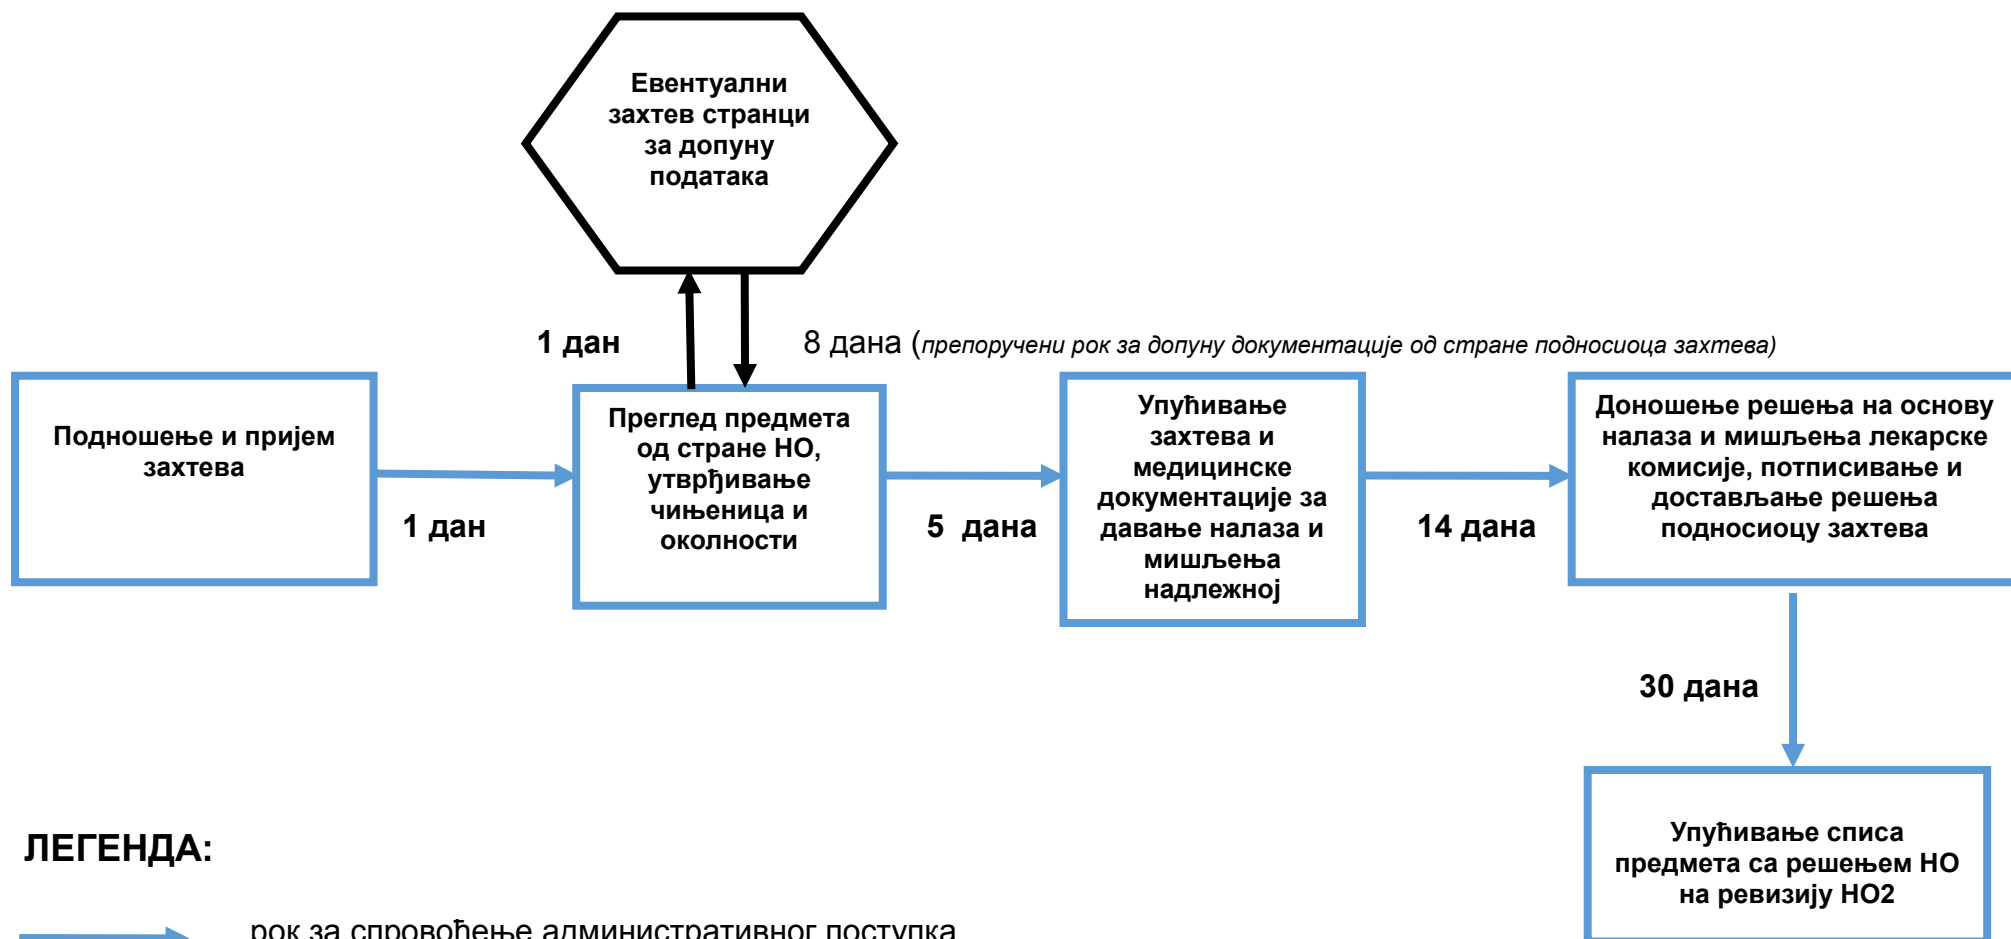 Евентуални
захтев странци
за допуну
података
1 дан
8 дана (препоручени рок за допуну документације од стране подносиоца захтева)
Подношење и пријем
захтева
1 дан
Преглед предмета
од стране НО,
утврђивање
чињеница и
околности
5 дана
Упућивање
захтева и
медицинске
документације за
давање налаза и
мишљења
надлежној
14 дана
Доношење решења на основу
налаза и мишљења лекарске
комисије, потписивање и
достављање решења
подносиоцу захтева
30 дана
Упућивање списа
предмета са решењем НО
на ревизију НО2
ЛЕГЕНДА:
рок за спровођење административног поступка